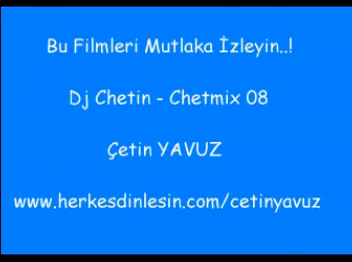 Bu Filmleri Mutlaka İzleyin..!
Dj Chetin - Chetmix 08
Çetin YAVUZ
www.herkesdinlesin.com/cetinyavuz